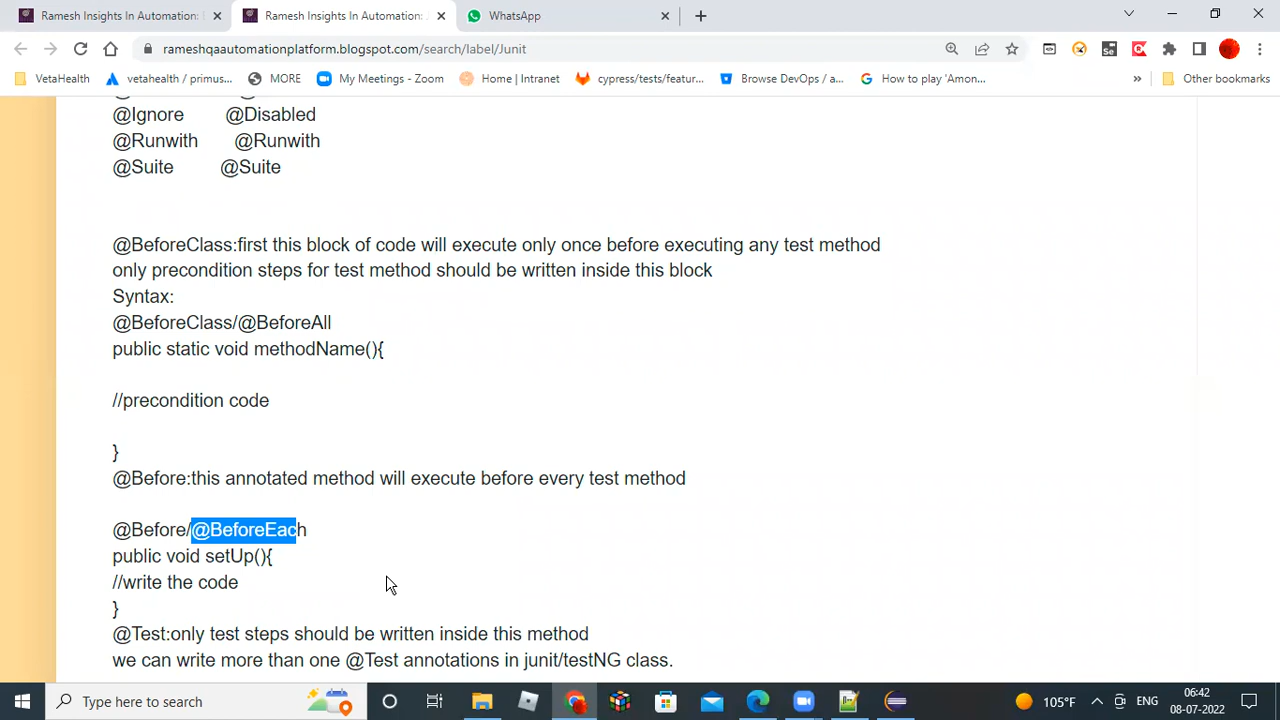 Ramesh Insights In Automation: 
Ramesh Insights In Automation: 
WhatsApp
rameshqaautomationplatform.blogspot.com/search/label/Junit
VetaHealth
vetahealth / primus...
MORE
My Meetings - Zoom
Home | Intranet
cypress/tests/featur...
Browse DevOps / a...
How to play 'Amon...
»
Other bookmarks
@Ignore @Disabled
@Runwith @Runwith
@Suite @Suite
@BeforeClass:first this block of code will execute only once before executing any test method
only precondition steps for test method should be written inside this block
Syntax:
@BeforeClass/@BeforeAll
public static void methodName(){
//precondition code
}
@Before:this annotated method will execute before every test method
@Before/@BeforeEach
public void setUp(){
//write the code
}
@Test:only test steps should be written inside this method
we can write more than one @Test annotations in junit/testNG class.
Type here to search
105°F
ENG
06:42
08-07-2022